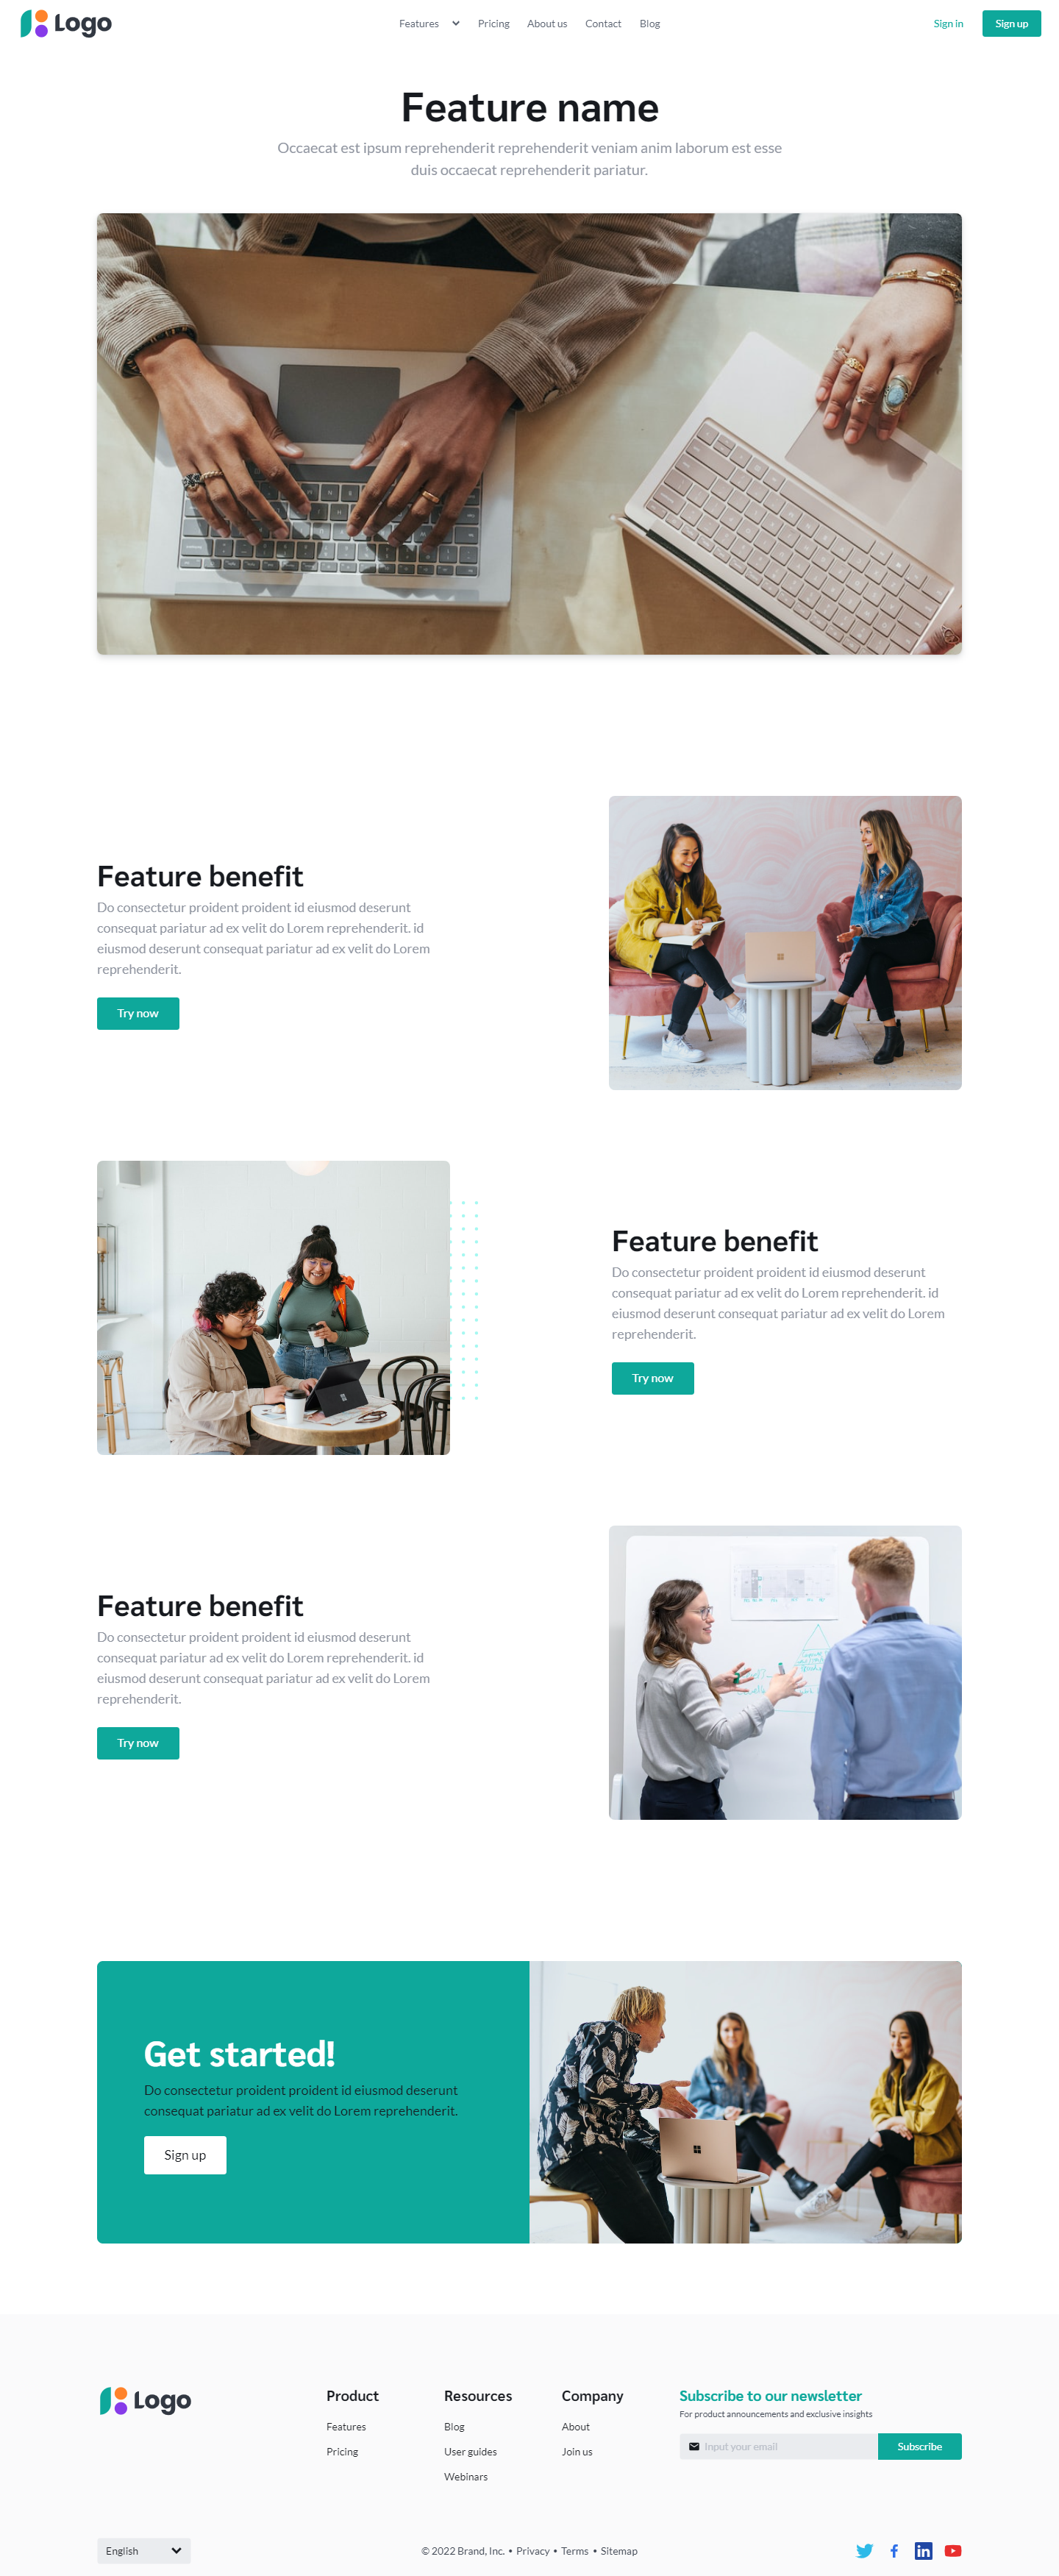 Logo
Features Pricing About us Contact Blog
Sign in Sign up
Feature name
Occaecat est ipsum reprehenderit reprehenderit veniam anim laborum est esse
duis occaecat reprehenderit pariatur.
Feature benefit
Do consectetur proident proident id eiusmod deserunt
consequat pariatur ad ex velit do Lorem reprehenderit. id
eiusmod deserunt consequat pariatur ad ex velit do Lorem
reprehenderit.
Try now
Feature benefit
Do consectetur proident proident id eiusmod deserunt
consequat pariatur ad ex velit do Lorem reprehenderit. id
eiusmod deserunt consequat pariatur ad ex velit do Lorem
reprehenderit.
Try now
Feature benefit
Do consectetur proident proident id eiusmod deserunt
consequat pariatur ad ex velit do Lorem reprehenderit. id
eiusmod deserunt consequat pariatur ad ex velit do Lorem
reprehenderit.
Try now
Get started!
Do consectetur proident proident id eiusmod deserunt
consequat pariatur ad ex velit do Lorem reprehenderit.
Sign up
Logo
Product
Features
Pricing
Resources
Blog
User guides
Webinars
Company
About
Join us
Subscribe to our newsletter
For product announcements and exclusive insights
Input your email
Subscribe
English
© 2022 Brand, Inc. • Privacy • Terms • Sitemap